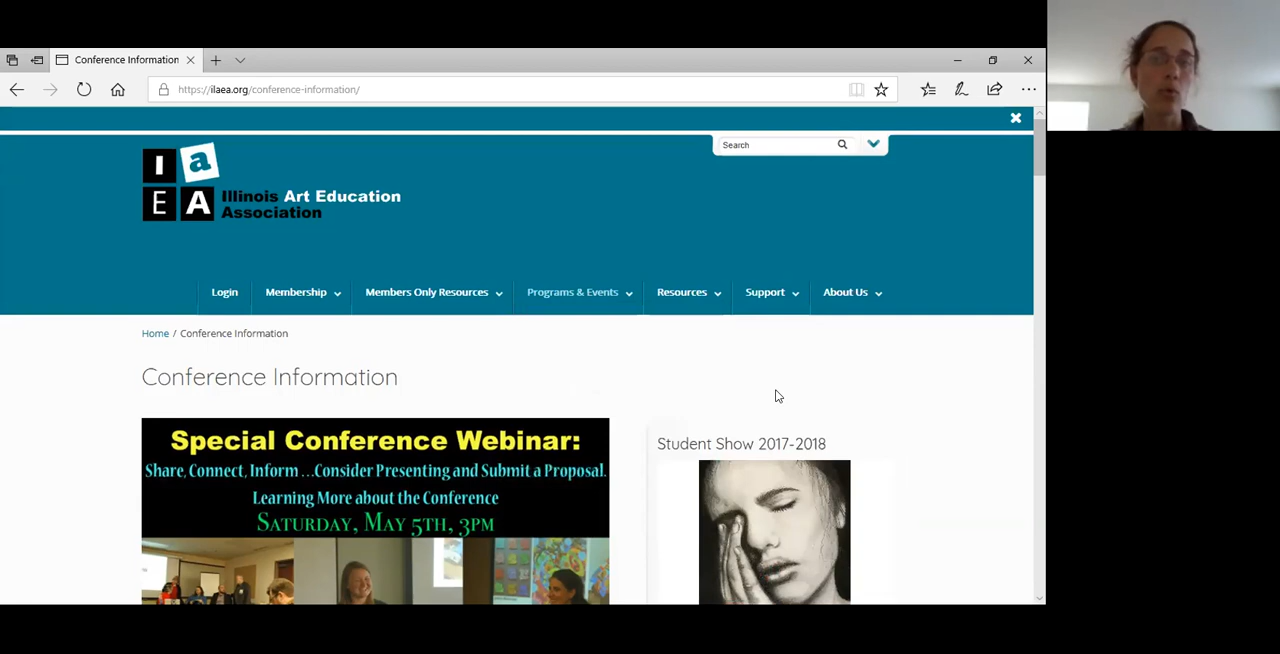 Conference Information
https://ilaea.org/conference-information/
Search
I a
E A
Illinois Art Education
Association
Login Membership Members Only Resources Programs & Events Resources Support About Us
Home / Conference Information
Conference Information
Special Conference Webinar:
Share, Connect, Inform ...Consider Presenting and Submit a Proposal.
Learning More about the Conference
Saturday, May 5th, 3pm
Student Show 2017-2018